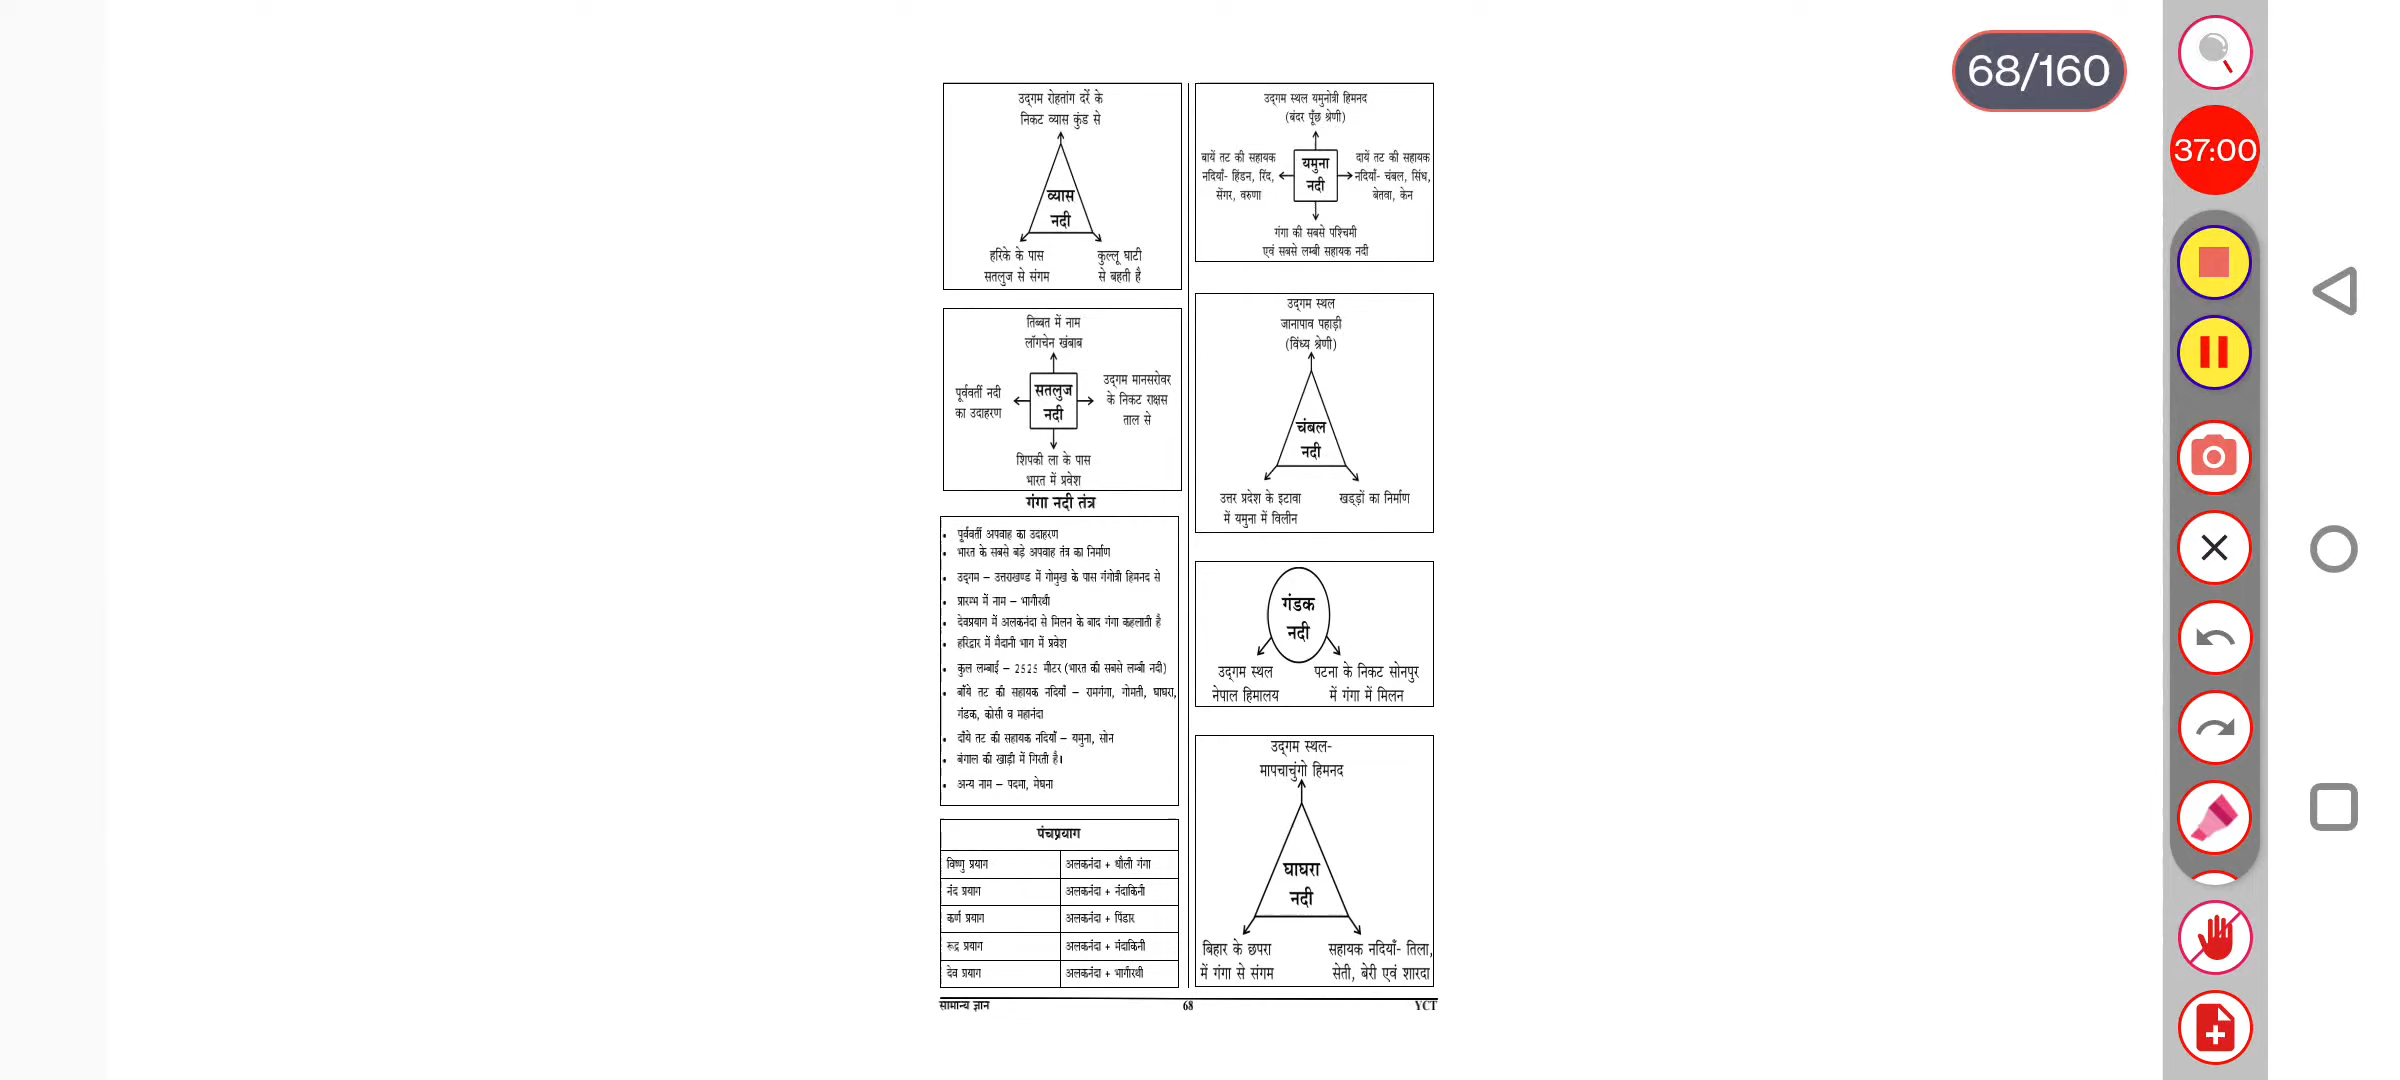 उद्गम रोहतांग दर्रे के
निकट व्यास कुंड से
व्यास
नदी
हरिके के पास
सतलुज से संगम
कुल्लू घाटी
से बहती है
तिब्बत में नाम
लॉगचेन खंबाब
पूर्ववर्ती नदी
का उदाहरण
सतलुज
नदी
उद्गम मानसरोवर
के निकट राक्षस
ताल से
शिपकी ला के पास
भारत में प्रवेश
गंगा नदी तंत्र
• पूर्ववर्ती अपवाह का उदाहरण
• भारत के सबसे बड़े अपवाह तंत्र का निर्माण
• उद्गम – उत्तराखण्ड में गोमुख के पास गंगोत्री हिमनद से
• प्रारम्भ में नाम – भागीरथी
• देवप्रयाग में अलकनंदा से मिलन के बाद गंगा कहलाती है
• हरिद्वार में मैदानी भाग में प्रवेश
• कुल लम्बाई – 2525 मीटर (भारत की सबसे लम्बी नदी)
• बाँये तट की सहायक नदियाँ – रामगंगा, गोमती, घाघरा,
गंडक, कोसी व महानंदा
• दाँये तट की सहायक नदियाँ – यमुना, सोन
• बंगाल की खाड़ी में गिरती है।
• अन्य नाम – पदमा, मेघना
पंचप्रयाग
विष्णु प्रयाग अलकनंदा + धौली गंगा
नंद प्रयाग अलकनंदा + नंदाकिनी
कर्ण प्रयाग अलकनंदा + पिंडार
रूद्र प्रयाग अलकनंदा + मंदाकिनी
देव प्रयाग अलकनंदा + भागीरथी
उद्गम स्थल यमुनोत्री हिमनद
(बंदर पूँछ श्रेणी)
बायें तट की सहायक
नदियाँ- हिंडन, रिंद,
सेंगर, वरुणा
यमुना
नदी
दायें तट की सहायक
नदियाँ- चंबल, सिंध,
बेतवा, केन
गंगा की सबसे पश्चिमी
एवं सबसे लम्बी सहायक नदी
उद्गम स्थल
जानापाव पहाड़ी
(विंध्य श्रेणी)
चंबल
नदी
उत्तर प्रदेश के इटावा
में यमुना में विलीन
खड्ड़ों का निर्माण
गंडक
नदी
उद्गम स्थल
नेपाल हिमालय
पटना के निकट सोनपुर
में गंगा में मिलन
उद्गम स्थल-
मापचाचुंगो हिमनद
घाघरा
नदी
बिहार के छपरा
में गंगा से संगम
सहायक नदियाँ- तिला,
सेती, बेरी एवं शारदा
सामान्य ज्ञान 68 YCT
68/160
37:00